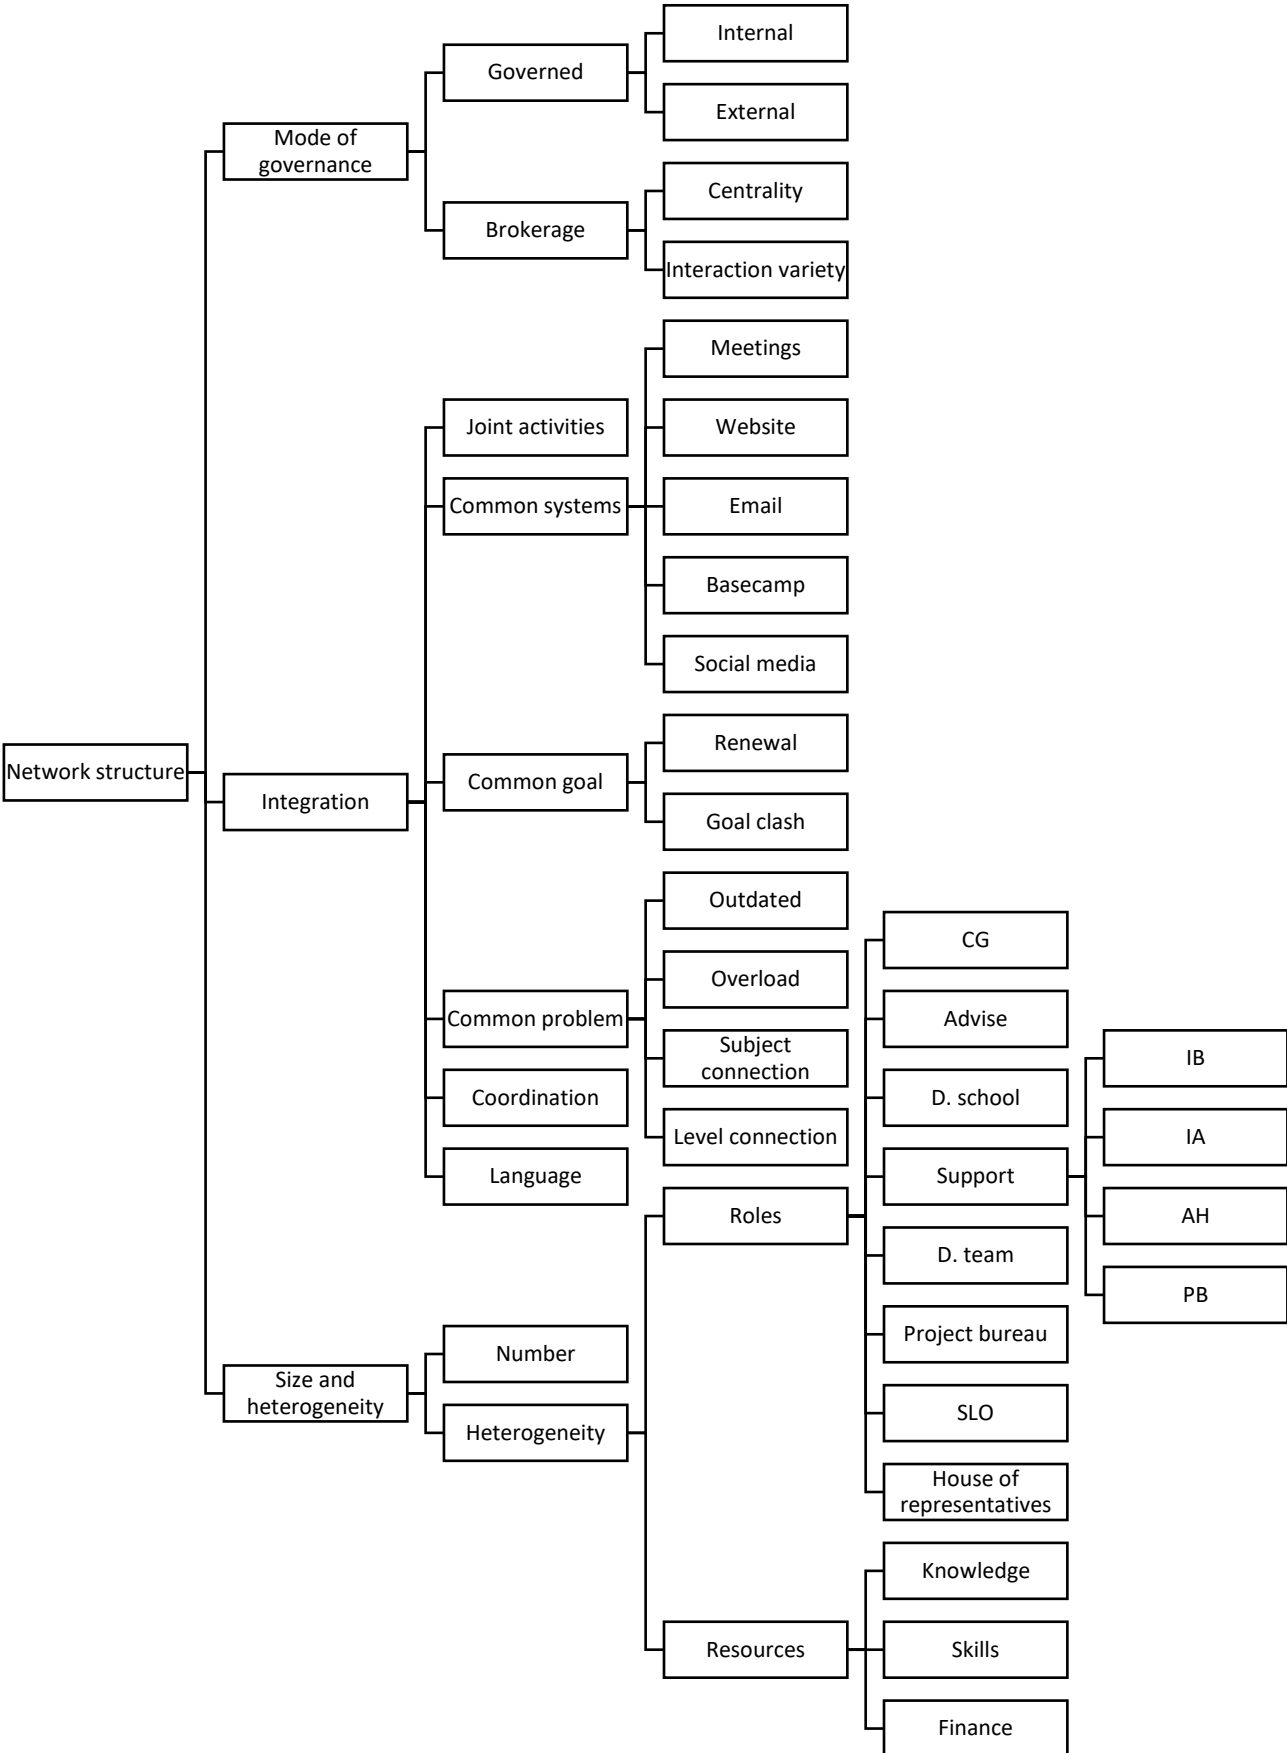 Network structure
Mode of
governance
Governed
Internal
External
Brokerage
Centrality
Interaction variety
Integration
Joint activities
Common systems
Meetings
Website
Email
Basecamp
Social media
Common goal
Renewal
Goal clash
Common problem
Outdated
Overload
Subject
connection
Level connection
Coordination
Language
Size and
heterogeneity
Number
Heterogeneity
Roles
CG
Advise
D. school
Support
IB
IA
AH
PB
D. team
Project bureau
SLO
House of
representatives
Resources
Knowledge
Skills
Finance